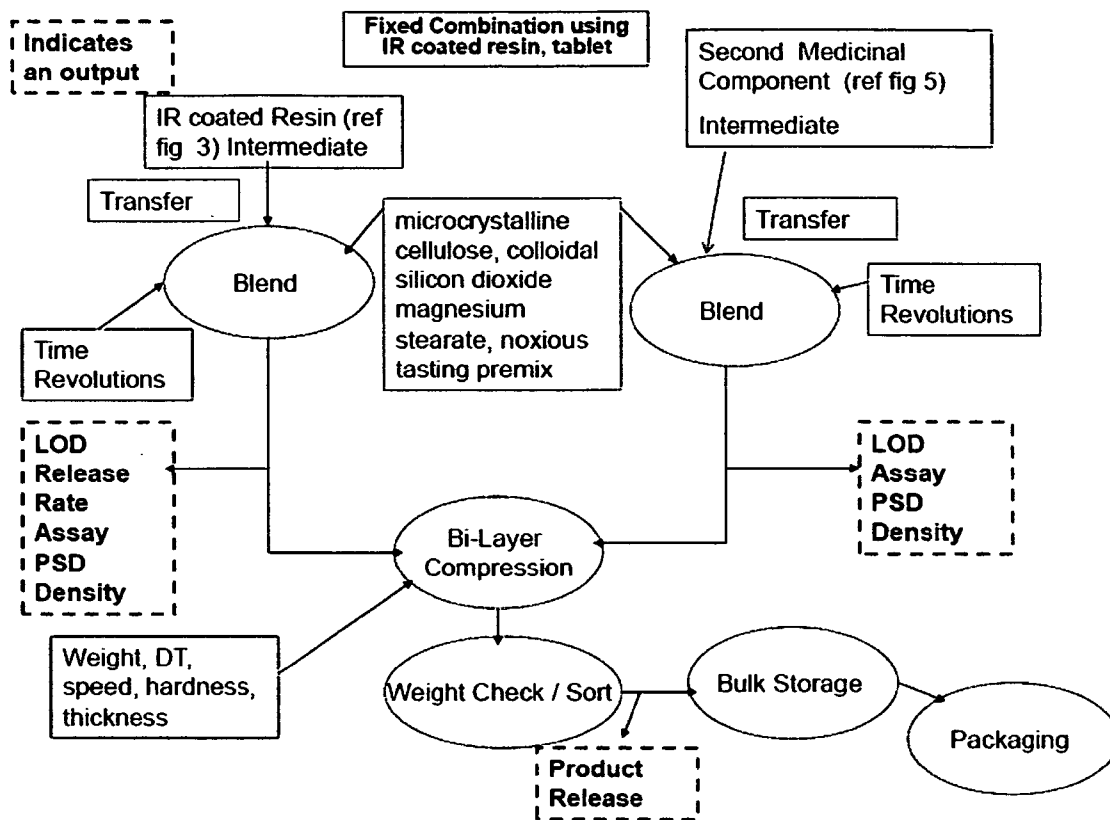 Indicates
an output
Fixed Combination using
IR coated resin, tablet
Second Medicinal
Component (ref fig 5)
Intermediate
IR coated Resin (ref
fig 3) Intermediate
Transfer
microcrystalline
cellulose, colloidal
silicon dioxide
magnesium
stearate, noxious
tasting premix
Transfer
Blend
Blend
Time
Revolutions
Time
Revolutions
LOD
Release
Rate
Assay
PSD
Density
LOD
Assay
PSD
Density
Bi-Layer
Compression
Weight, DT,
speed, hardness,
thickness
Weight Check / Sort
Bulk Storage
Packaging
Product
Release